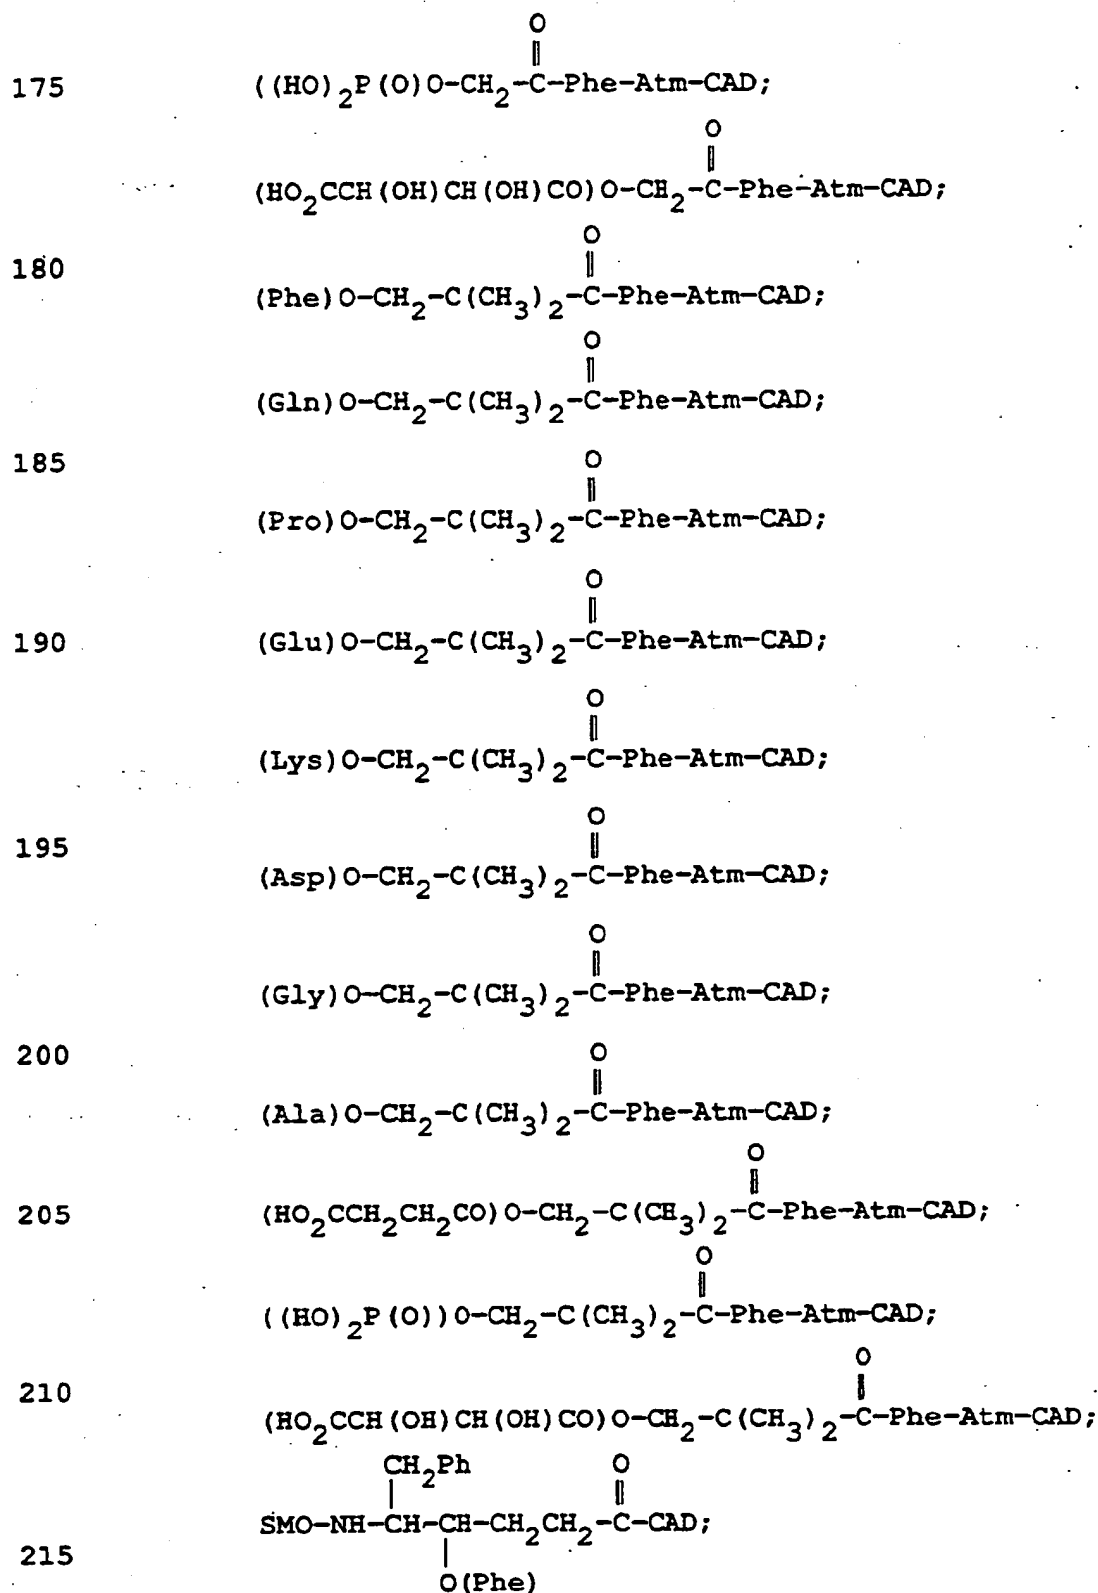 O
||
175 ((HO)₂P(O)O-CH₂-C-Phe-Atm-CAD;
O
||
(HO₂CCH(OH)CH(OH)CO)O-CH₂-C-Phe-Atm-CAD;
O
180
||
(Phe)O-CH₂-C(CH₃)₂-C-Phe-Atm-CAD;
O
||
(Gln)O-CH₂-C(CH₃)₂-C-Phe-Atm-CAD;
185 O
||
(Pro)O-CH₂-C(CH₃)₂-C-Phe-Atm-CAD;
O
||
190 (Glu)O-CH₂-C(CH₃)₂-C-Phe-Atm-CAD;
O
||
(Lys)O-CH₂-C(CH₃)₂-C-Phe-Atm-CAD;
O
195 ||
(Asp)O-CH₂-C(CH₃)₂-C-Phe-Atm-CAD;
O
||
(Gly)O-CH₂-C(CH₃)₂-C-Phe-Atm-CAD;
200 O
||
(Ala)O-CH₂-C(CH₃)₂-C-Phe-Atm-CAD;
O
||
205 (HO₂CCH₂CH₂CO)O-CH₂-C(CH₃)₂-C-Phe-Atm-CAD;
O
||
((HO)₂P(O))O-CH₂-C(CH₃)₂-C-Phe-Atm-CAD;
O
210 ||
(HO₂CCH(OH)CH(OH)CO)O-CH₂-C(CH₃)₂-C-Phe-Atm-CAD;
CH₂Ph O
| ||
SMO-NH-CH-CH-CH₂CH₂-C-CAD;
215 |
O(Phe)